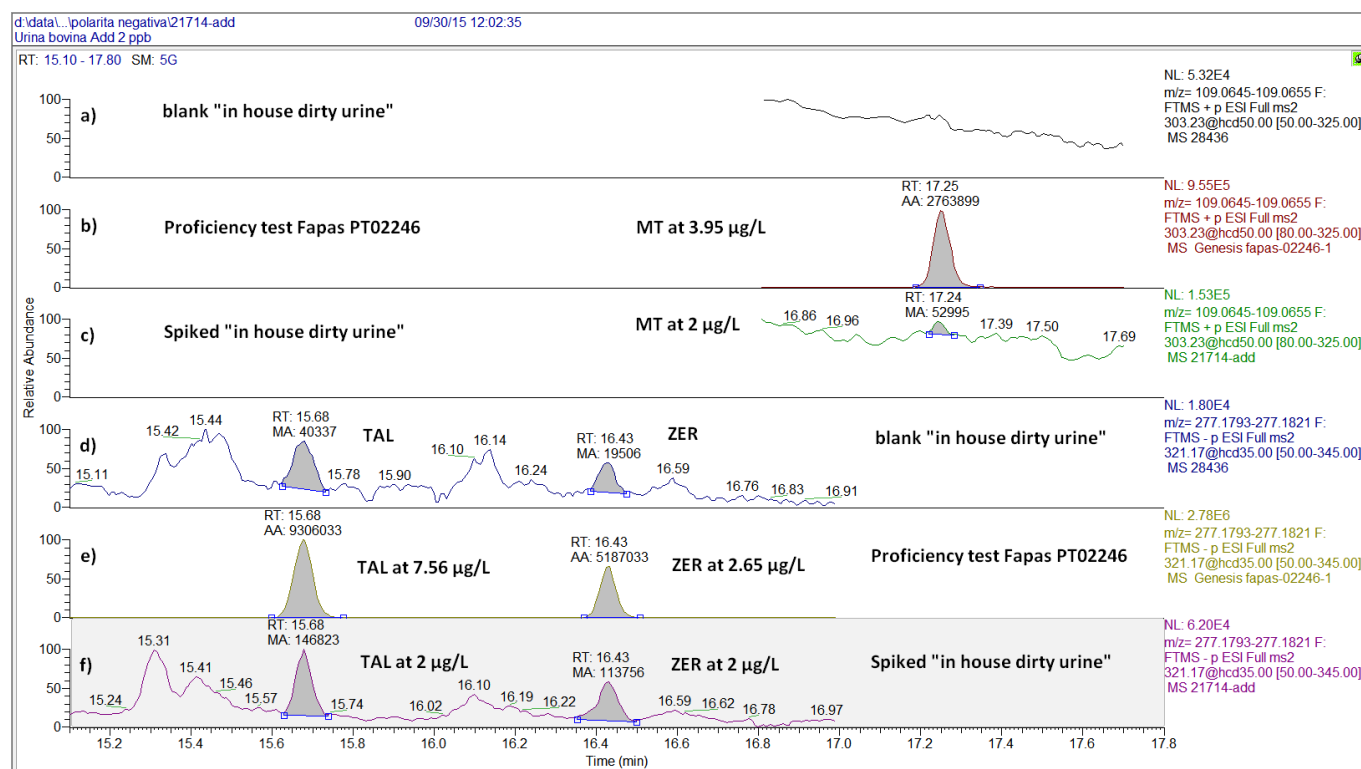 d:\data\...\polarita negativa\21714-add 09/30/15 12:02:35
Urina bovina Add 2 ppb
RT: 15.10 - 17.80 SM: 5G
Relative Abundance
a) blank "in house dirty urine"
100
50
0
NL: 5.32E4
m/z= 109.0645-109.0655 F:
FTMS + p ESI Full ms2
303.23@hcd50.00 [50.00-325.00]
MS 28436
b) Proficiency test Fapas PT02246
MT at 3.95 µg/L
RT: 17.25
AA: 2763899
100
50
0
NL: 9.55E5
m/z= 109.0645-109.0655 F:
FTMS + p ESI Full ms2
303.23@hcd50.00 [80.00-325.00]
MS Genesis fapas-02246-1
c) Spiked "in house dirty urine"
MT at 2 µg/L
RT: 17.24
MA: 52995
16.86 16.96 17.39 17.50 17.69
100
50
0
NL: 1.53E5
m/z= 109.0645-109.0655 F:
FTMS + p ESI Full ms2
303.23@hcd50.00 [80.00-325.00]
MS 21714-add
d) TAL ZER blank "in house dirty urine"
RT: 15.68
MA: 40337
RT: 16.43
MA: 19506
15.11 15.42 15.44 15.78 15.90 16.10 16.14 16.24 16.59 16.76 16.83 16.91
100
50
0
NL: 1.80E4
m/z= 277.1793-277.1821 F:
FTMS - p ESI Full ms2
321.17@hcd35.00 [50.00-345.00]
MS 28436
e) TAL at 7.56 µg/L ZER at 2.65 µg/L Proficiency test Fapas PT02246
RT: 15.68
AA: 9306033
RT: 16.43
AA: 5187033
100
50
0
NL: 2.78E6
m/z= 277.1793-277.1821 F:
FTMS - p ESI Full ms2
321.17@hcd35.00 [50.00-345.00]
MS Genesis fapas-02246-1
f) TAL at 2 µg/L ZER at 2 µg/L Spiked "in house dirty urine"
RT: 15.68
MA: 146823
RT: 16.43
MA: 113756
15.24 15.31 15.41 15.46 15.57 15.74 16.02 16.10 16.19 16.22 16.59 16.62 16.78 16.97
100
50
0
NL: 6.20E4
m/z= 277.1793-277.1821 F:
FTMS - p ESI Full ms2
321.17@hcd35.00 [50.00-345.00]
MS 21714-add
15.2 15.4 15.6 15.8 16.0 16.2 16.4 16.6 16.8 17.0 17.2 17.4 17.6 17.8
Time (min)